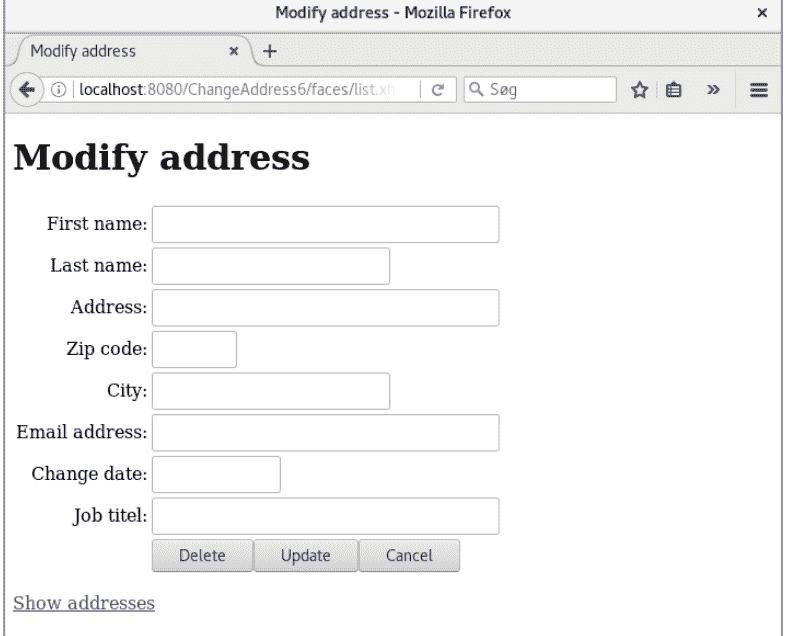 Modify address - Mozilla Firefox
Modify address
localhost:8080/ChangeAddress6/faces/list.xh
Søg
Modify address
First name:
Last name:
Address:
Zip code:
City:
Email address:
Change date:
Job titel:
Delete Update Cancel
Show addresses